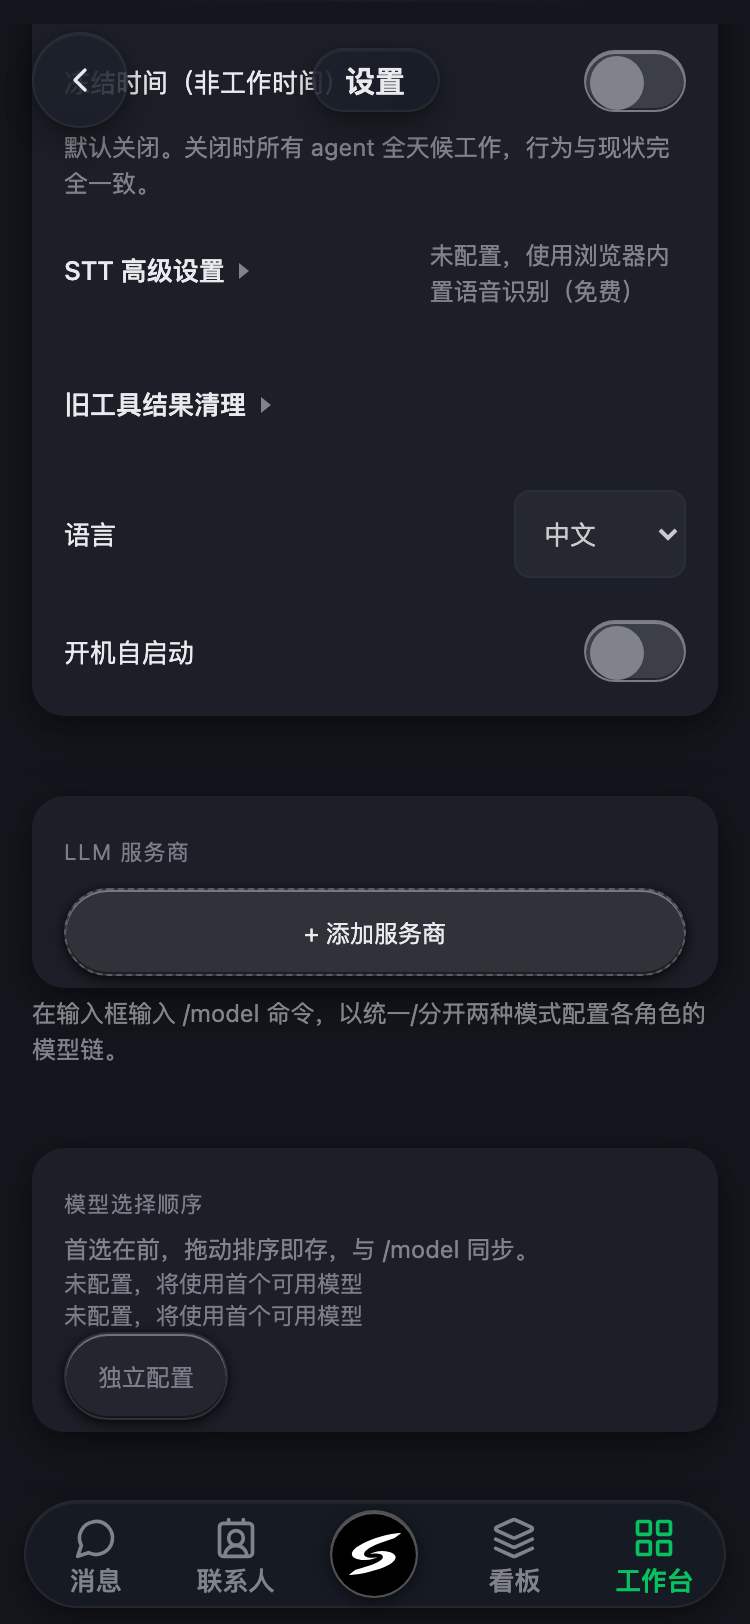 冻结时间（非工作时间）
设置
默认关闭。关闭时所有 agent 全天候工作，行为与现状完
全一致。
STT 高级设置
未配置，使用浏览器内
置语音识别（免费）
旧工具结果清理
语言
中文
开机自启动
LLM 服务商
+ 添加服务商
在输入框输入 /model 命令，以统一/分开两种模式配置各角色的
模型链。
模型选择顺序
首选在前，拖动排序即存，与 /model 同步。
未配置，将使用首个可用模型
未配置，将使用首个可用模型
独立配置
消息
联系人
看板
工作台